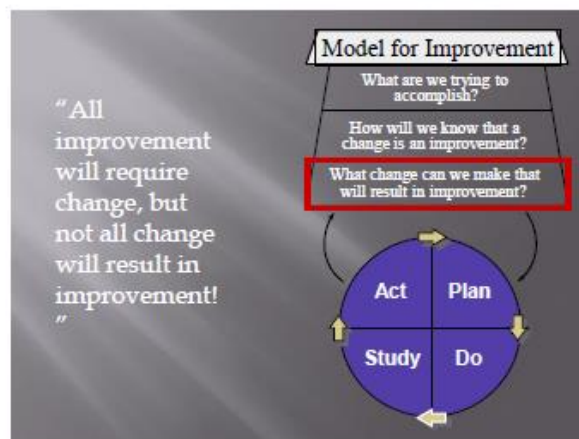 "All
improvement
will require
change, but
not all change
will result in
improvement!
"
Model for Improvement
What are we trying to
accomplish?
How will we know that a
change is an improvement?
What change can we make that
will result in improvement?
Act
Plan
Study
Do